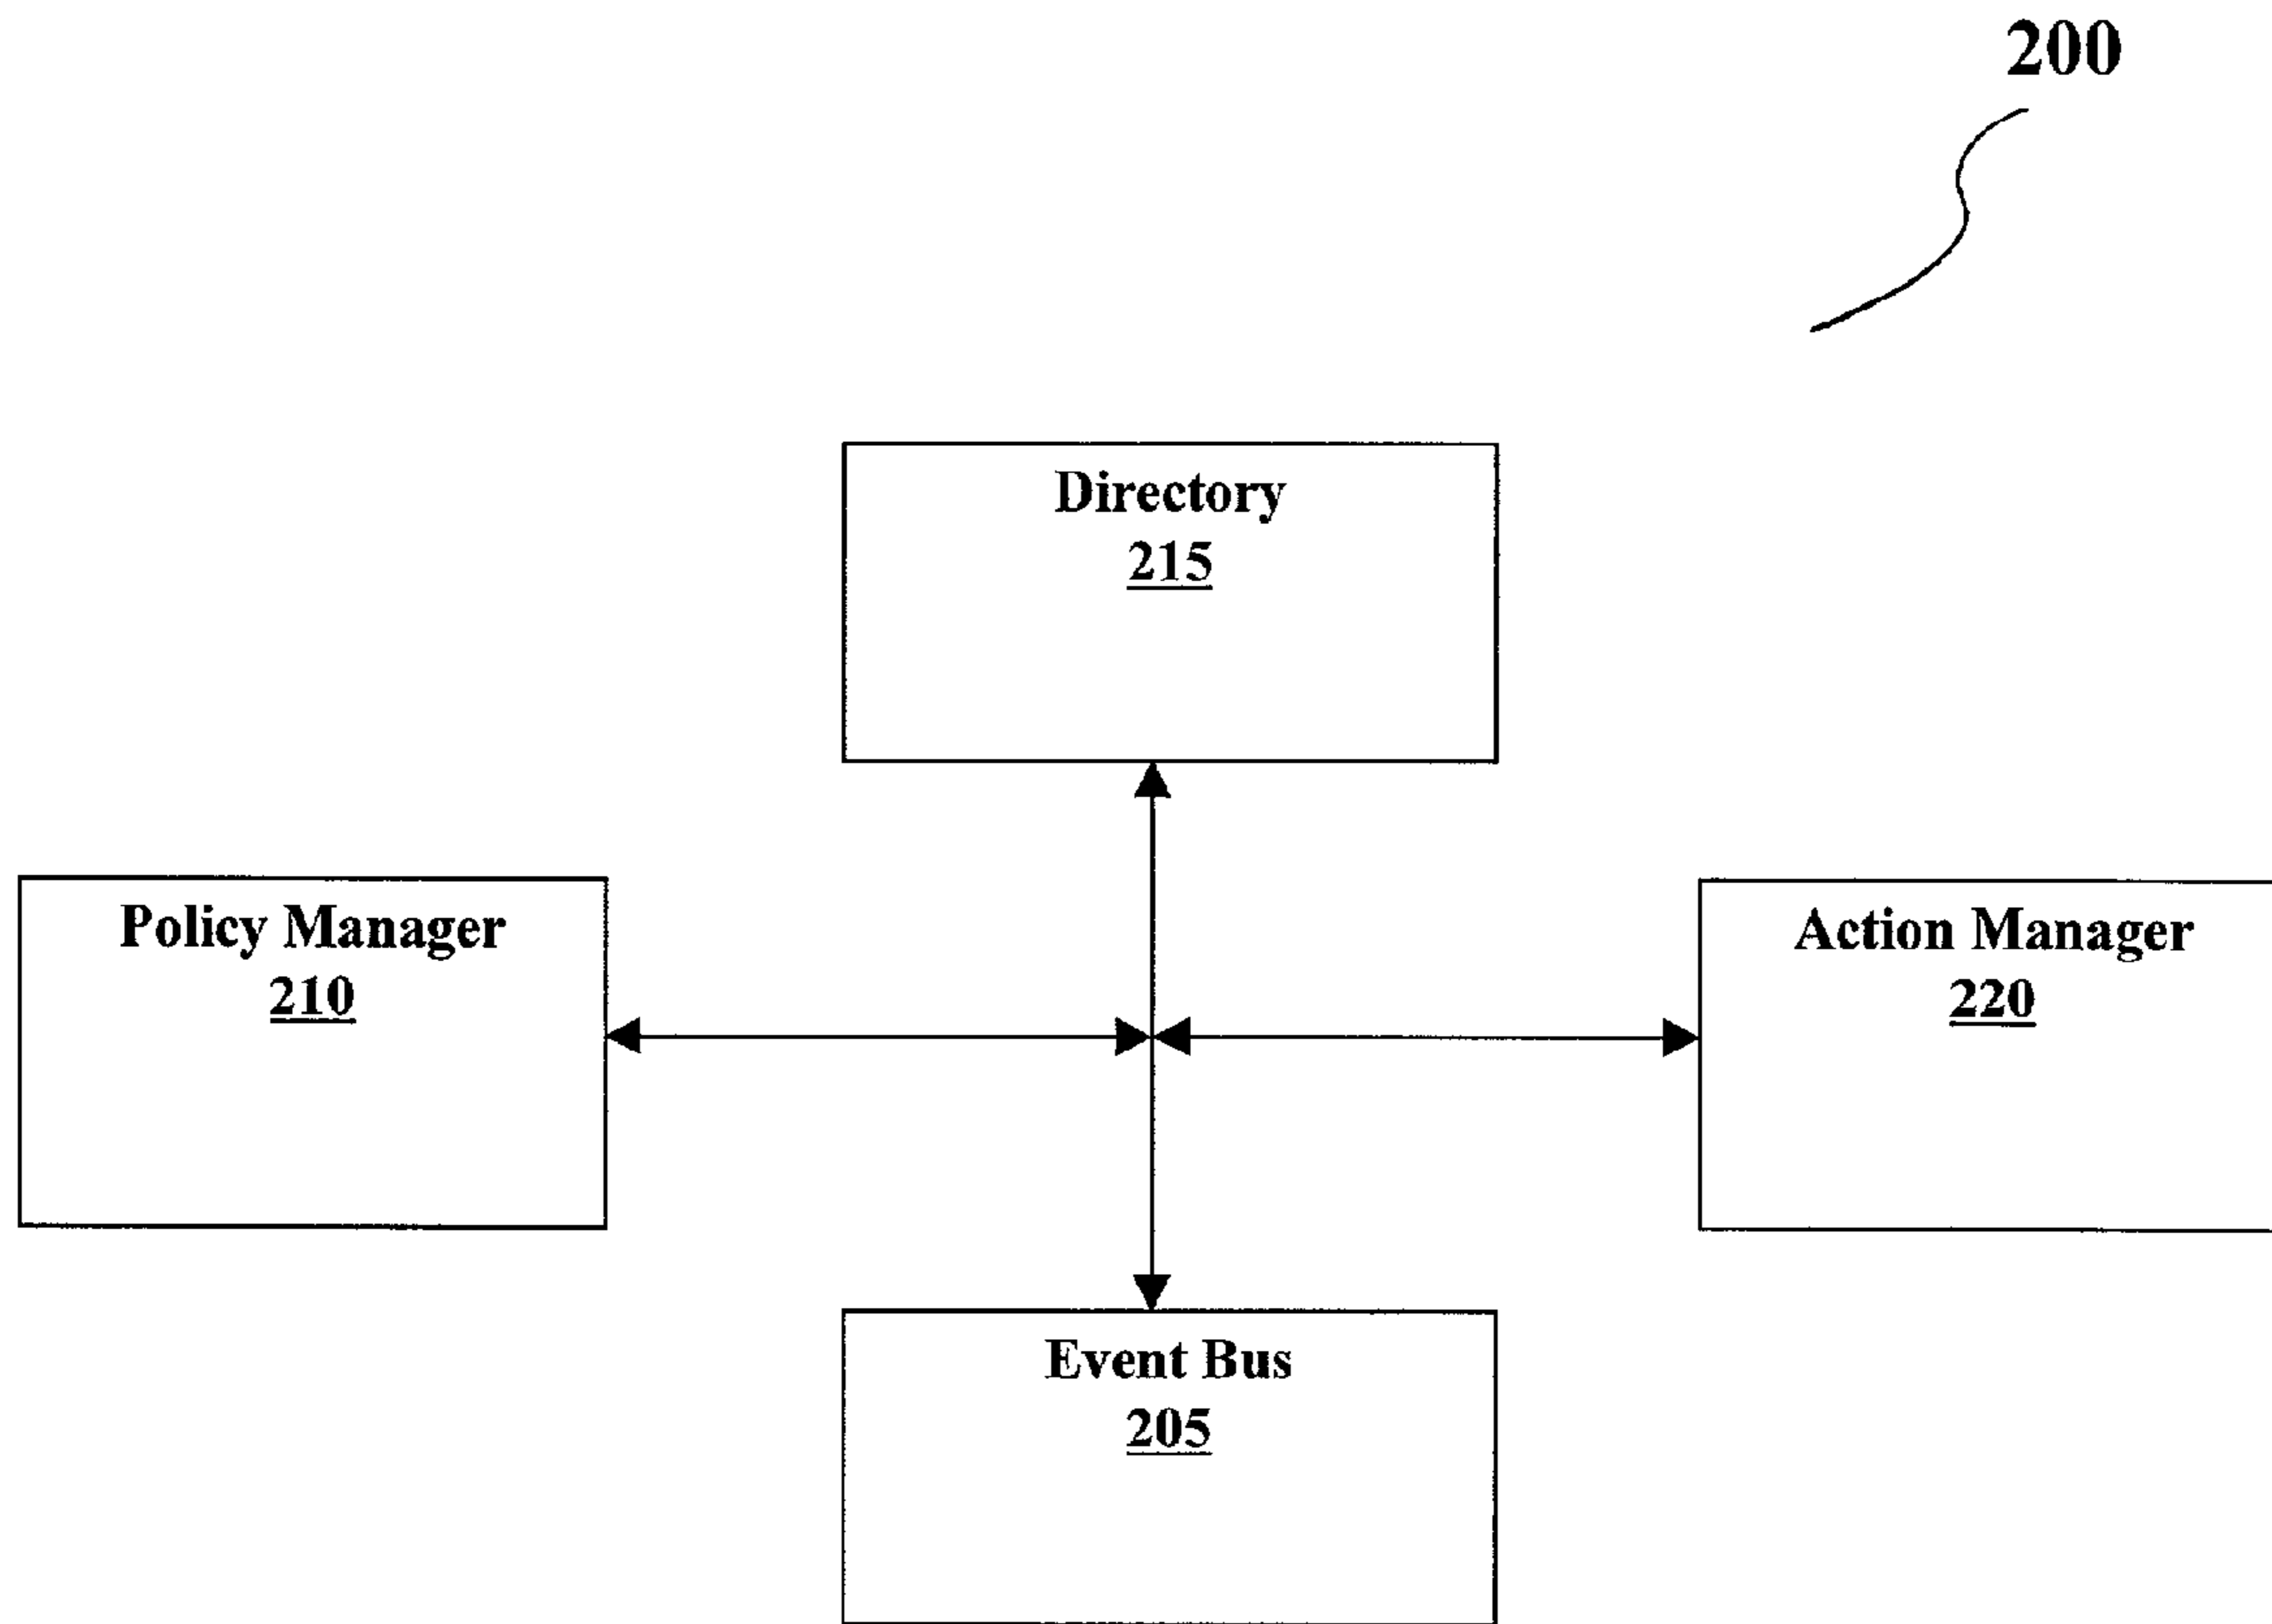 200
Directory
215
Policy Manager
210
Action Manager
220
Event Bus
205